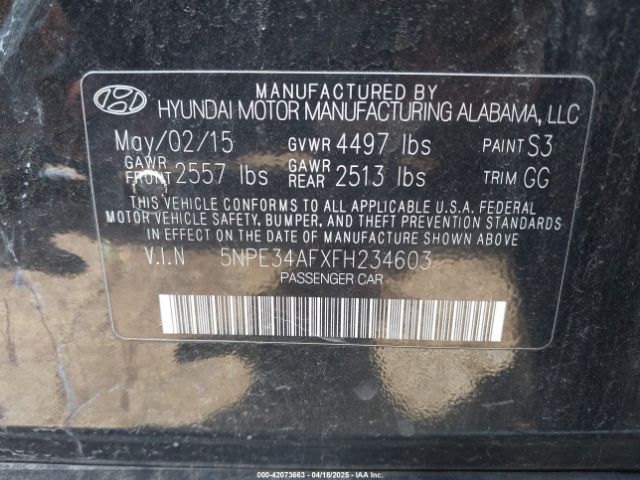 MANUFACTURED BY
HYUNDAI MOTOR MANUFACTURING ALABAMA, LLC
May/02/15 GVWR 4497 lbs PAINT S3
GAWR FRONT 2557 lbs GAWR REAR 2513 lbs TRIM GG
THIS VEHICLE CONFORMS TO ALL APPLICABLE U.S.A. FEDERAL
MOTOR VEHICLE SAFETY, BUMPER, AND THEFT PREVENTION STANDARDS
IN EFFECT ON THE DATE OF MANUFACTURE SHOWN ABOVE.
V.I.N 5NPE34AFXFH234603
PASSENGER CAR
000-42073663 - 04/18/2025 - IAA Inc.